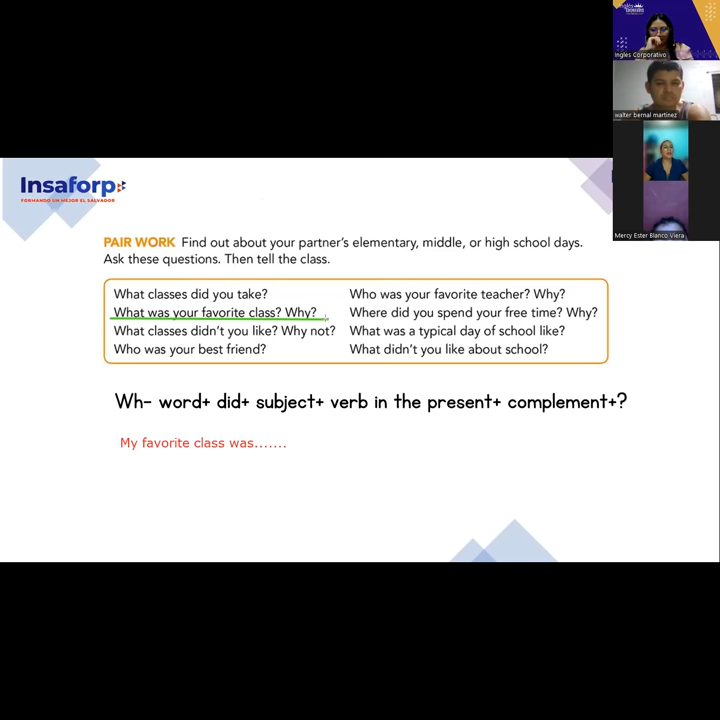 Inglés Corporativo
walter bernal martinez
Mercy Ester Blanco Viera
Insaforp
FORMANDO UN MEJOR EL SALVADOR
PAIR WORK Find out about your partner's elementary, middle, or high school days.
Ask these questions. Then tell the class.
What classes did you take?
What was your favorite class? Why?
What classes didn't you like? Why not?
Who was your best friend?
Who was your favorite teacher? Why?
Where did you spend your free time? Why?
What was a typical day of school like?
What didn't you like about school?
Wh- word+ did+ subject+ verb in the present+ complement+?
My favorite class was.......